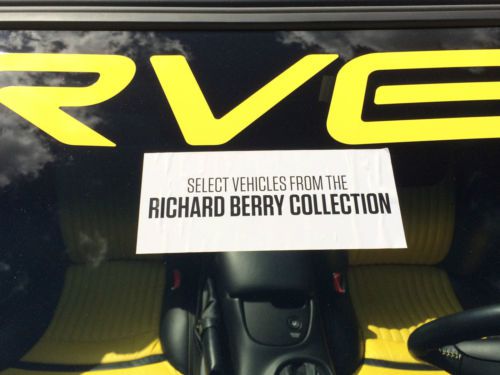 RVE
SELECT VEHICLES FROM THE
RICHARD BERRY COLLECTION